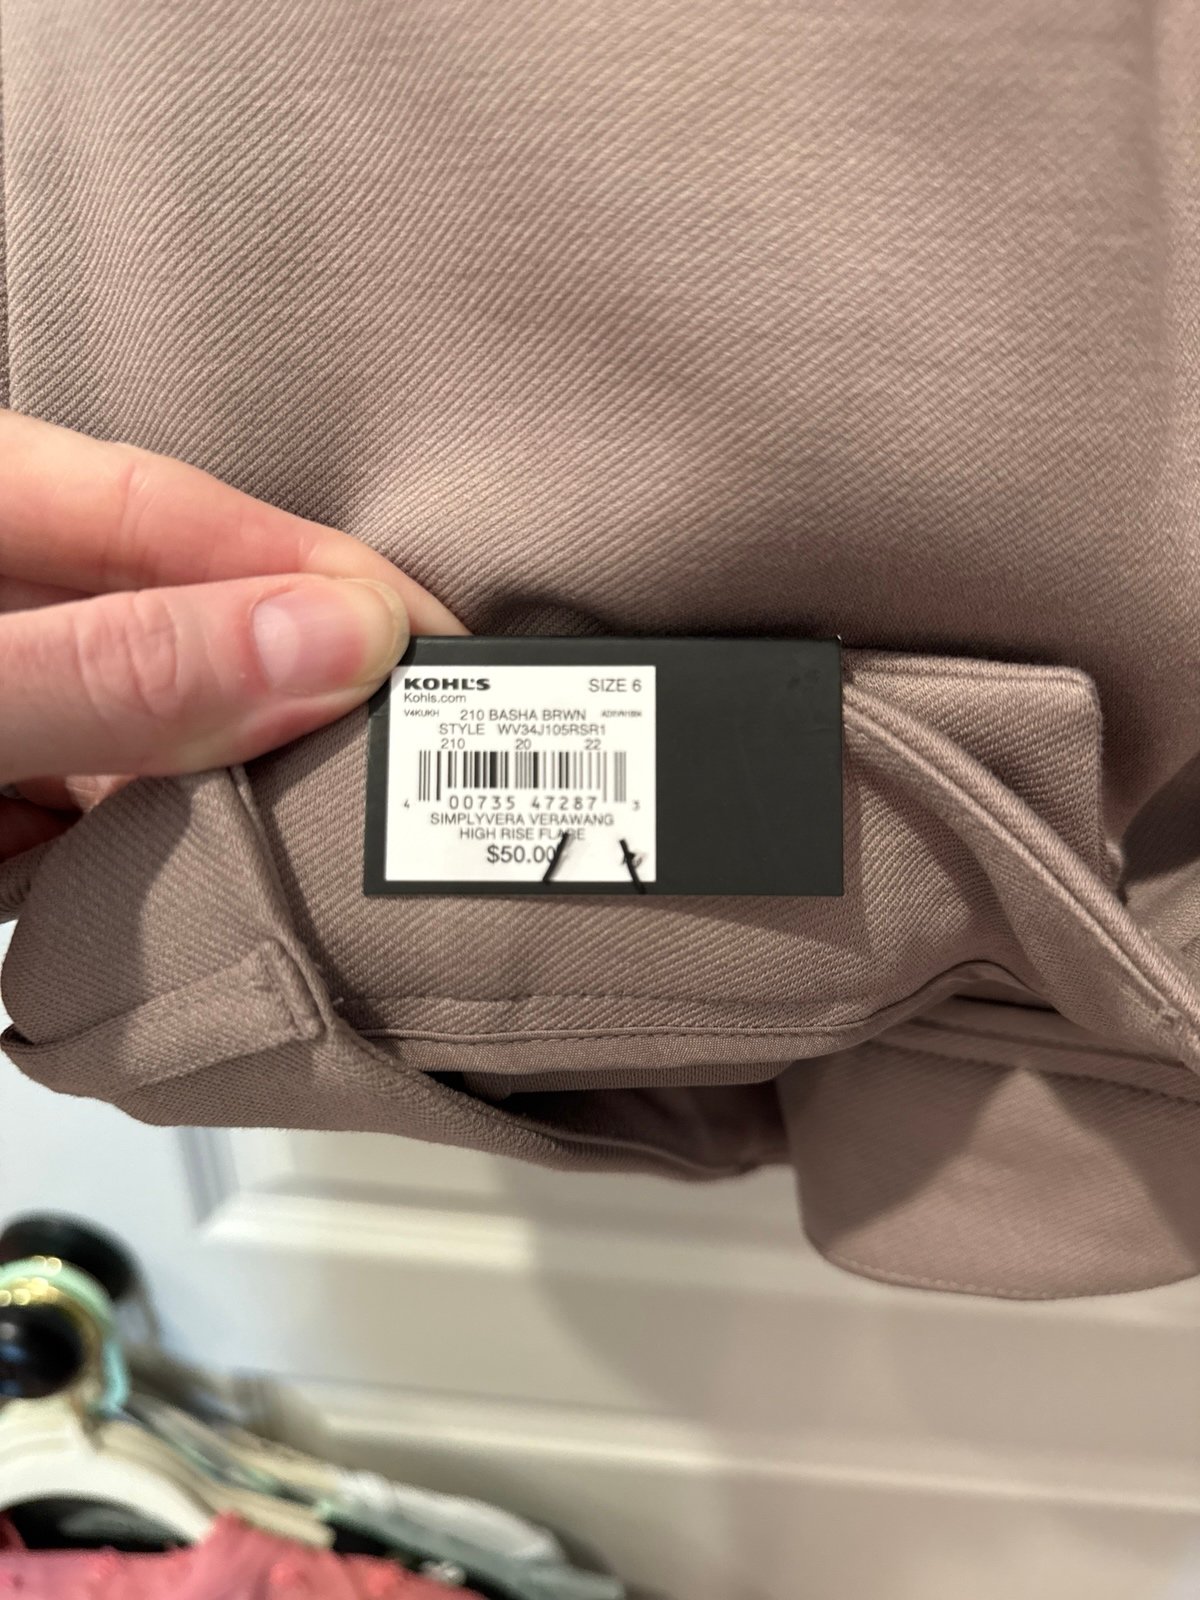 KOHL'S SIZE 6
Kohls.com
V4KUKH 210 BASHA BRWN
STYLE WV34J105RSR1
210 20 22
4 00735 47287 3
SIMPLYVERA VERAWANG
HIGH RISE FLARE
$50.00